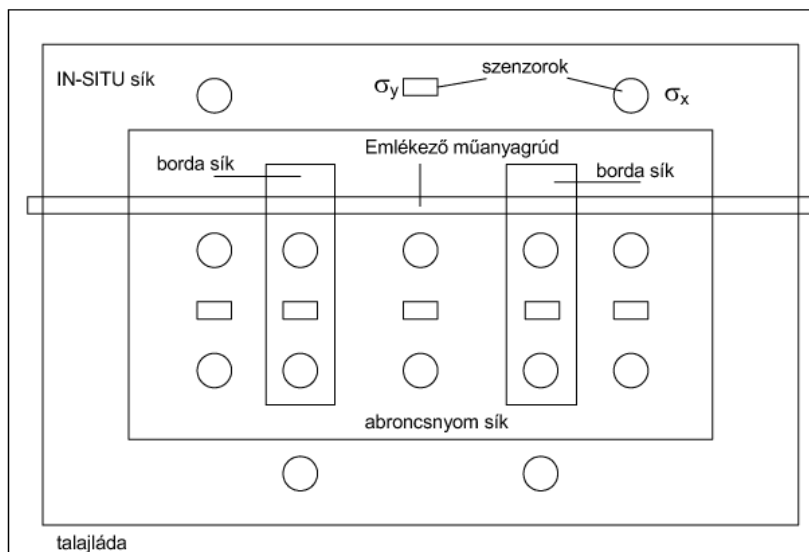 IN-SITU sík
szenzorok
σy
σx
Emlékező műanyagrúd
borda sík
borda sík
abroncsnyom sík
talajláda